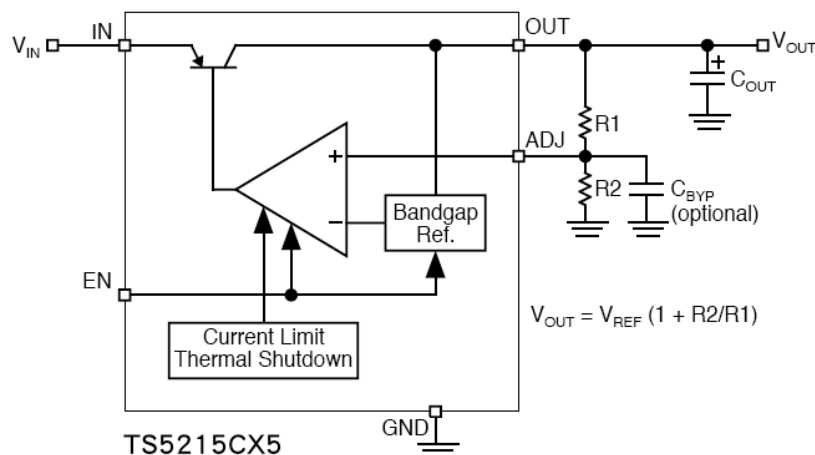 V_IN
IN
OUT
V_OUT
+
C_OUT
R1
ADJ
+
R2
C_BYP
(optional)
−
Bandgap
Ref.
EN
V_OUT = V_REF (1 + R2/R1)
Current Limit
Thermal Shutdown
GND
TS5215CX5